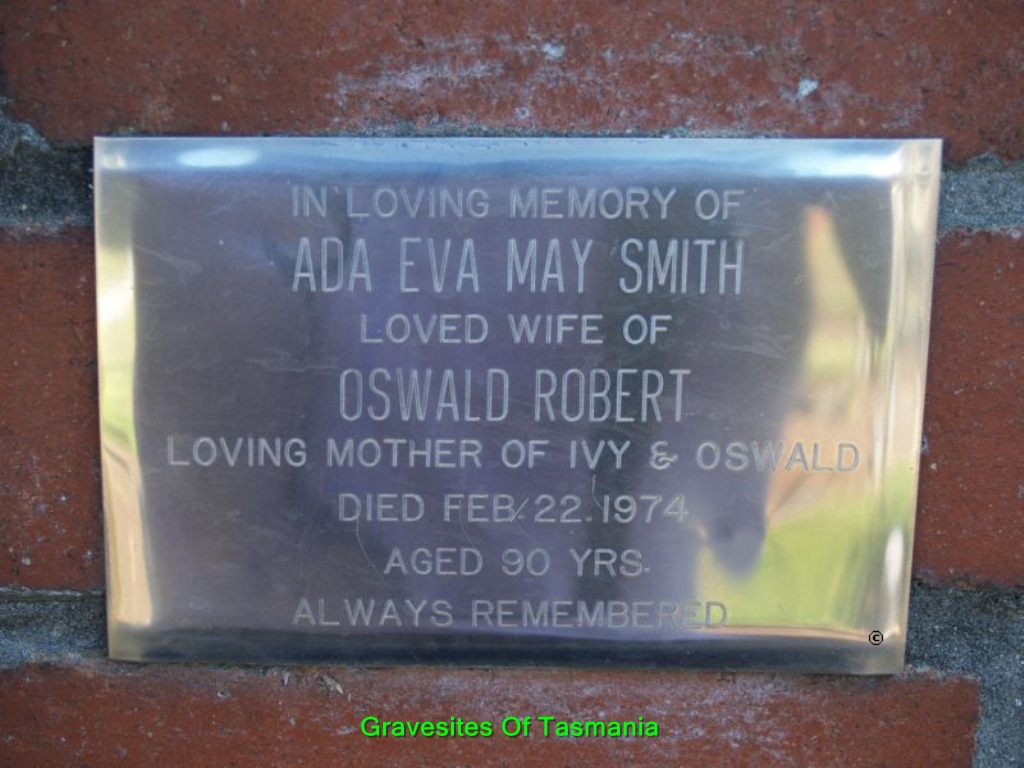 IN LOVING MEMORY OF
ADA EVA MAY SMITH
LOVED WIFE OF
OSWALD ROBERT
LOVING MOTHER OF IVY & OSWALD
DIED FEB. 22. 1974
AGED 90 YRS.
ALWAYS REMEMBERED
©
Gravesites Of Tasmania